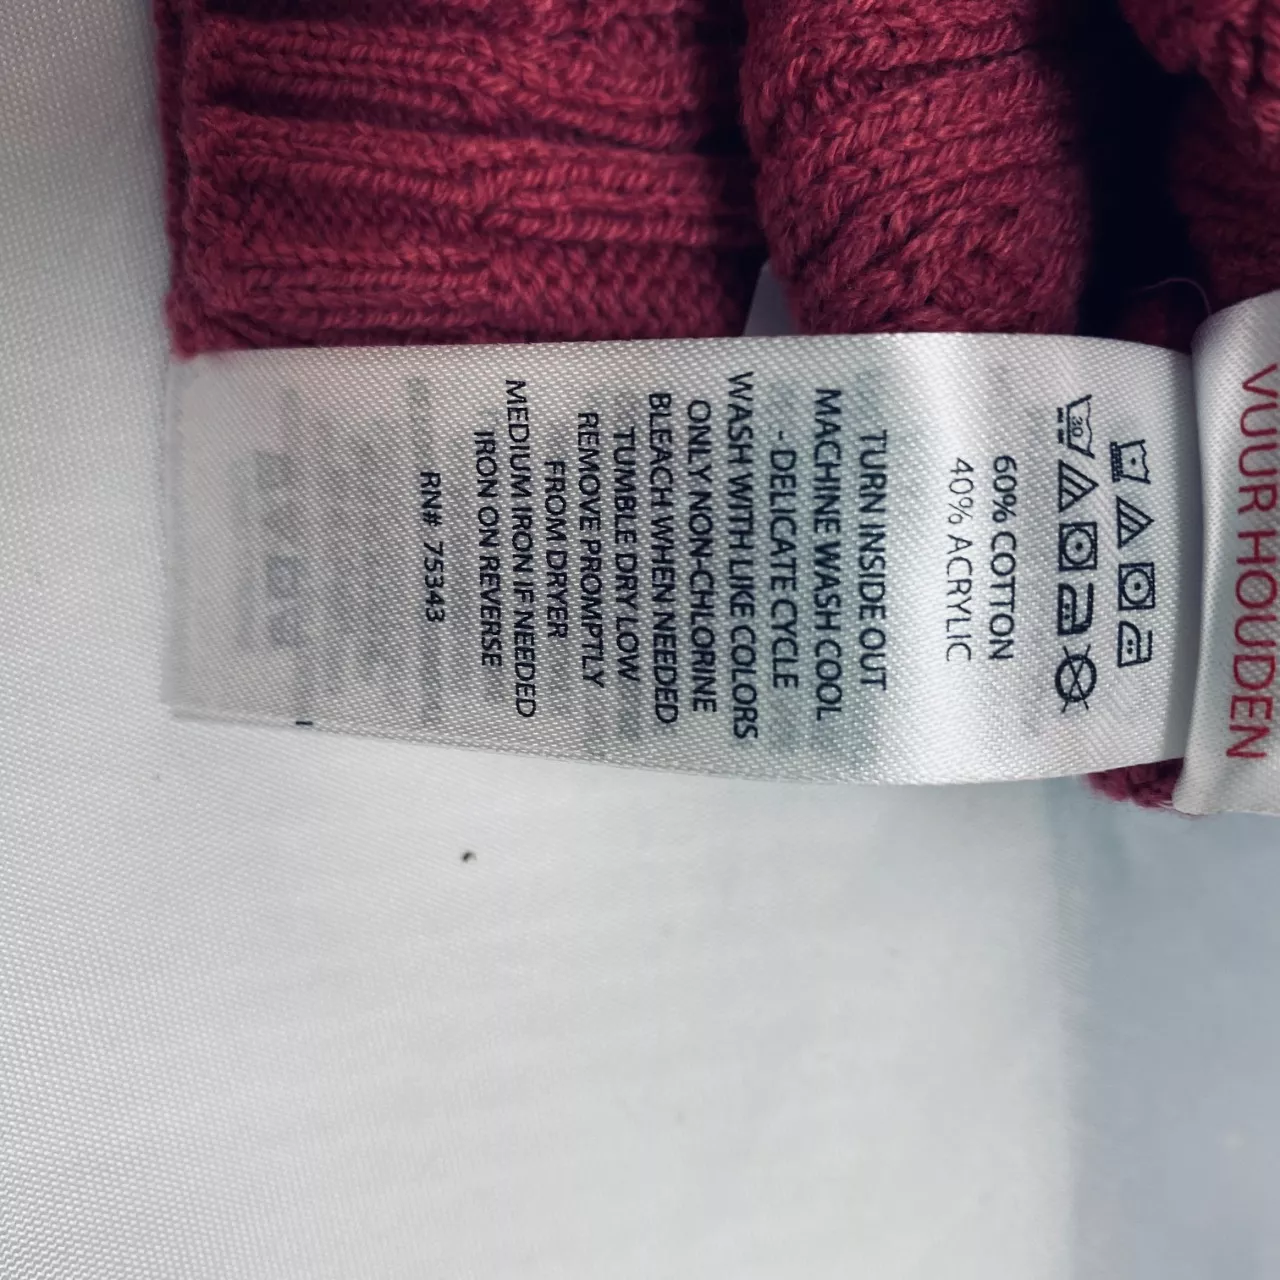 30
60% COTTON
40% ACRYLIC
TURN INSIDE OUT
MACHINE WASH COOL
-DELICATE CYCLE
WASH WITH LIKE COLORS
ONLY NON-CHLORINE
BLEACH WHEN NEEDED
TUMBLE DRY LOW
REMOVE PROMPTLY
FROM DRYER
MEDIUM IRON IF NEEDED
IRON ON REVERSE
RN# 75343
VUUR HOUDEN